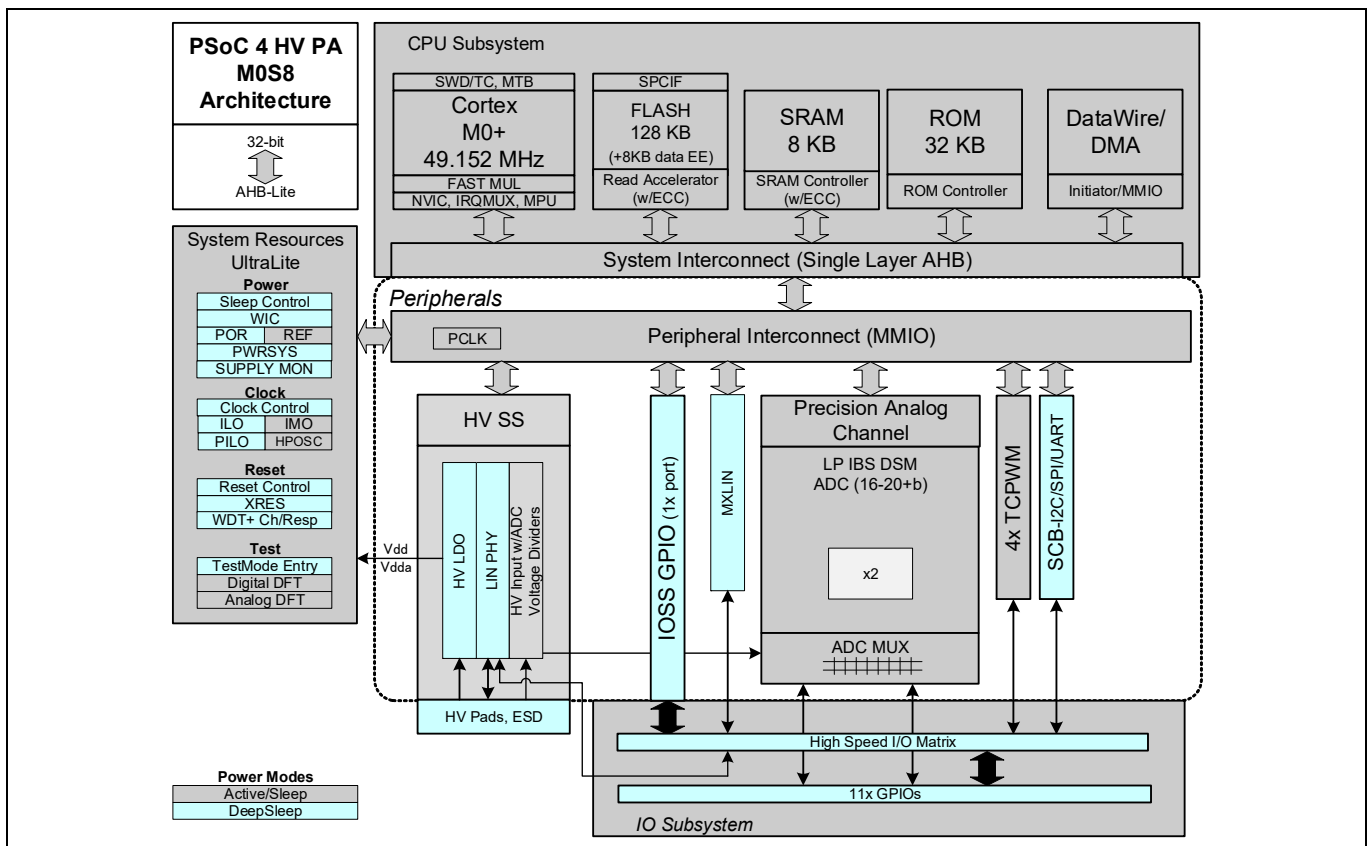 PSoC 4 HV PA
M0S8
Architecture
32-bit
AHB-Lite
CPU Subsystem
SWD/TC, MTB
Cortex
M0+
49.152 MHz
FAST MUL
NVIC, IRQMUX, MPU
SPCIF
FLASH
128 KB
(+8KB data EE)
Read Accelerator
(w/ECC)
SRAM
8 KB
SRAM Controller
(w/ECC)
ROM
32 KB
ROM Controller
DataWire/
DMA
Initiator/MMIO
System Interconnect (Single Layer AHB)
System Resources
UltraLite
Power
Sleep Control
WIC
POR
REF
PWRSYS
SUPPLY MON
Clock
Clock Control
ILO
IMO
PILO
HPOSC
Reset
Reset Control
XRES
WDT+ Ch/Resp
Test
TestMode Entry
Digital DFT
Analog DFT
Peripherals
PCLK
Peripheral Interconnect (MMIO)
Vdd
Vdda
HV SS
HV LDO
LIN PHY
HV Input w/ADC
Voltage Dividers
HV Pads, ESD
IOSS GPIO (1x port)
MXLIN
Precision Analog
Channel
LP IBS DSM
ADC (16-20+b)
x2
ADC MUX
4x TCPWM
SCB-I2C/SPI/UART
High Speed I/O Matrix
11x GPIOs
IO Subsystem
Power Modes
Active/Sleep
DeepSleep